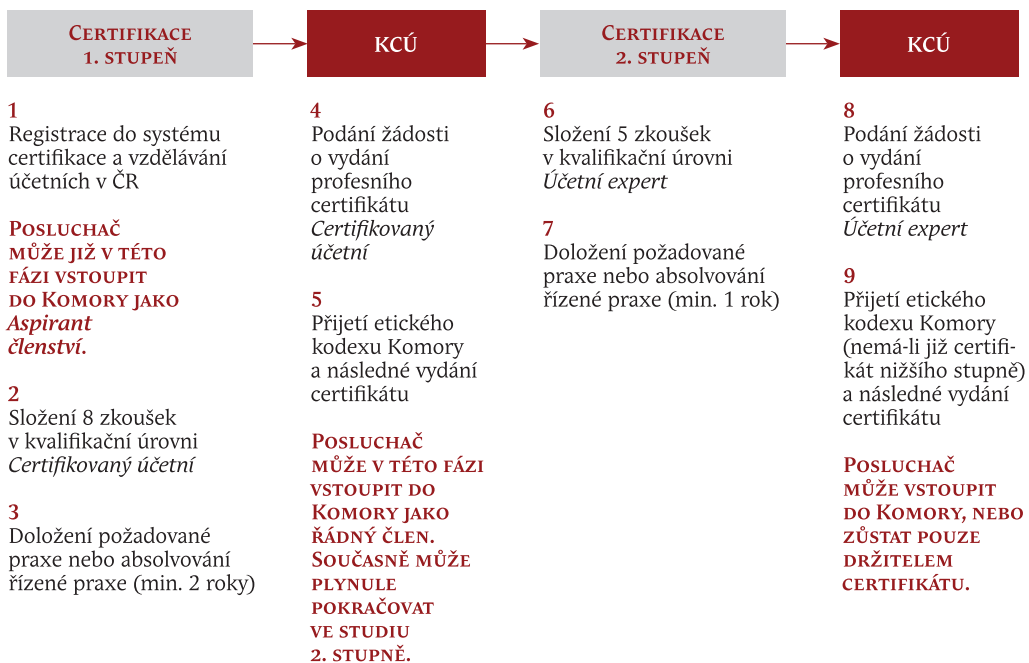 Certifikace
1. stupeň
KCÚ
Certifikace
2. stupeň
KCÚ
1
Registrace do systému
certifikace a vzdělávání
účetních v ČR
Posluchač
může již v této
fázi vstoupit
do Komory jako
Aspirant
členství.
2
Složení 8 zkoušek
v kvalifikační úrovni
Certifikovaný účetní
3
Doložení požadované
praxe nebo absolvování
řízené praxe (min. 2 roky)
4
Podání žádosti
o vydání
profesního
certifikátu
Certifikovaný
účetní
5
Přijetí etického
kodexu Komory
a následné vydání
certifikátu
Posluchač
může v této fázi
vstoupit do
Komory jako
řádný člen.
Současně může
plynule
pokračovat
ve studiu
2. stupně.
6
Složení 5 zkoušek
v kvalifikační úrovni
Účetní expert
7
Doložení požadované
praxe nebo absolvování
řízené praxe (min. 1 rok)
8
Podání žádosti
o vydání
profesního
certifikátu
Účetní expert
9
Přijetí etického
kodexu Komory
(nemá-li již certifi-
kát nižšího stupně)
a následné vydání
certifikátu
Posluchač
může vstoupit
do Komory, nebo
zůstat pouze
držitelem
certifikátu.